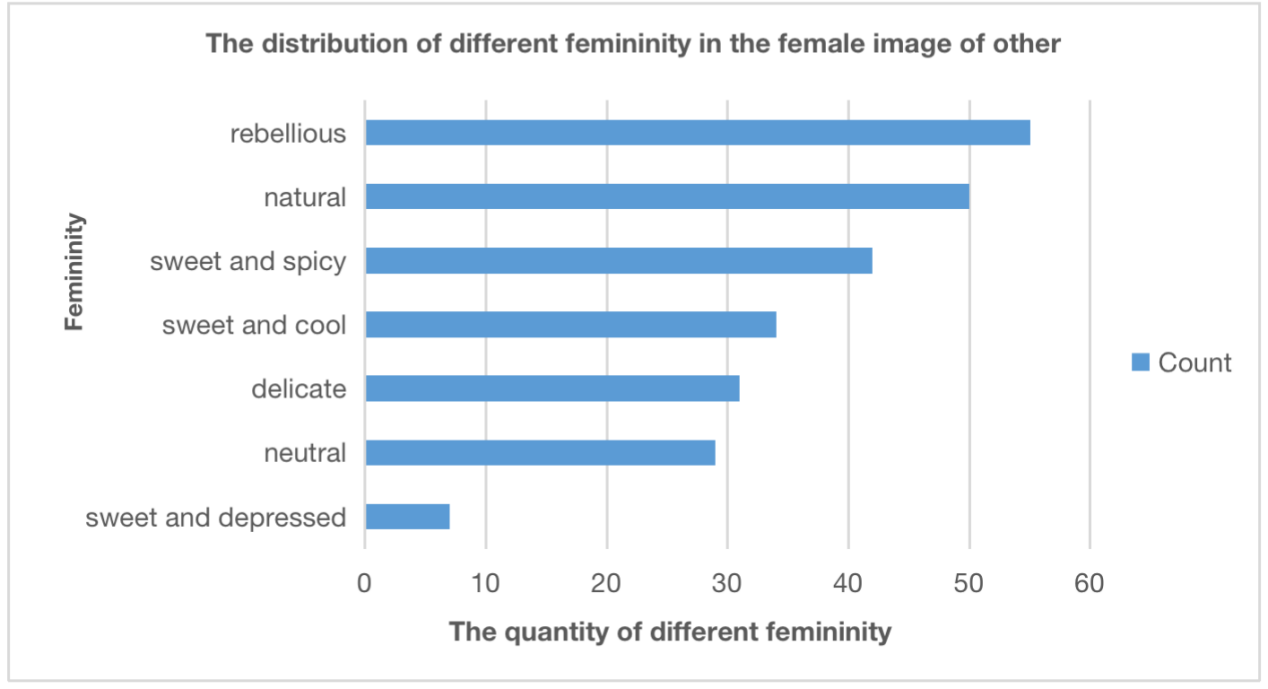 The distribution of different femininity in the female image of other
Femininity
rebellious
natural
sweet and spicy
sweet and cool
delicate
neutral
sweet and depressed
0 10 20 30 40 50 60
The quantity of different femininity
Count